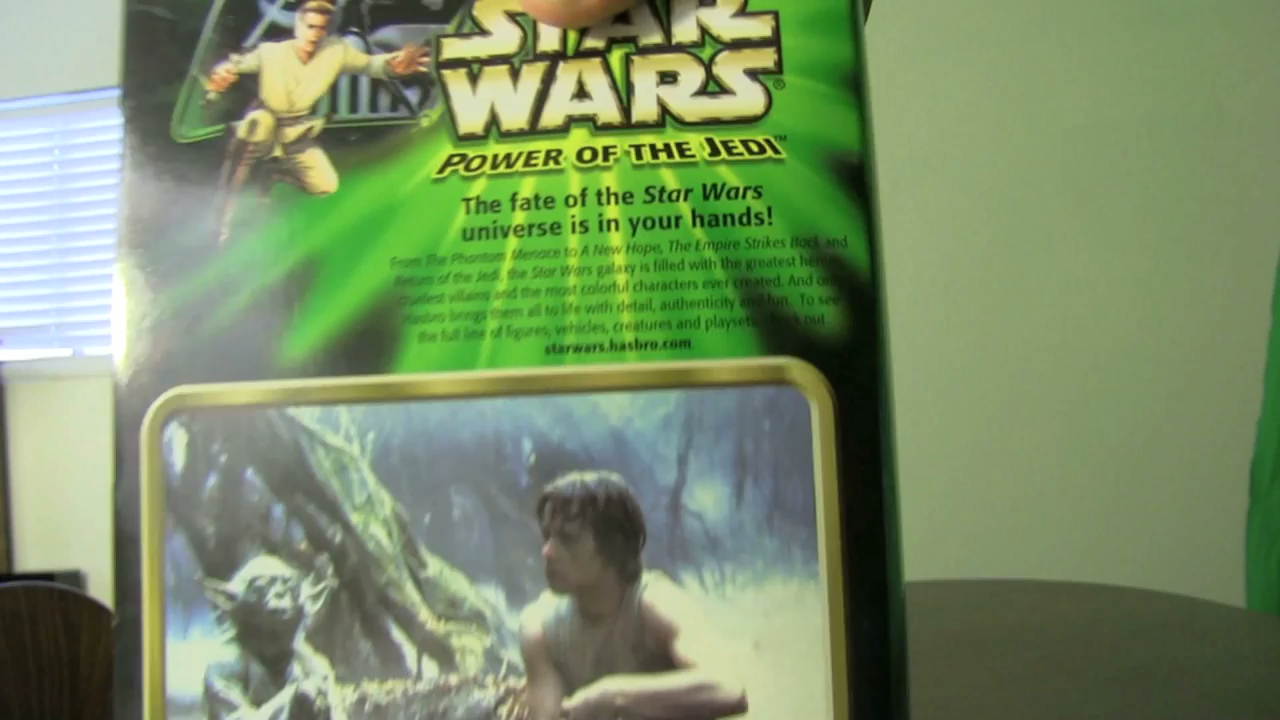 STAR
WARS®
POWER OF THE JEDI™
The fate of the Star Wars
universe is in your hands!
From The Phantom Menace to A New Hope, The Empire Strikes Back and
Return of the Jedi, the Star Wars galaxy is filled with the greatest
cruelest villains and the most colorful characters ever created. And
Hasbro brings them all to life with detail, authenticity and fun. To see
the full line of figures, vehicles, creatures and playsets, out
starwars.hasbro.com